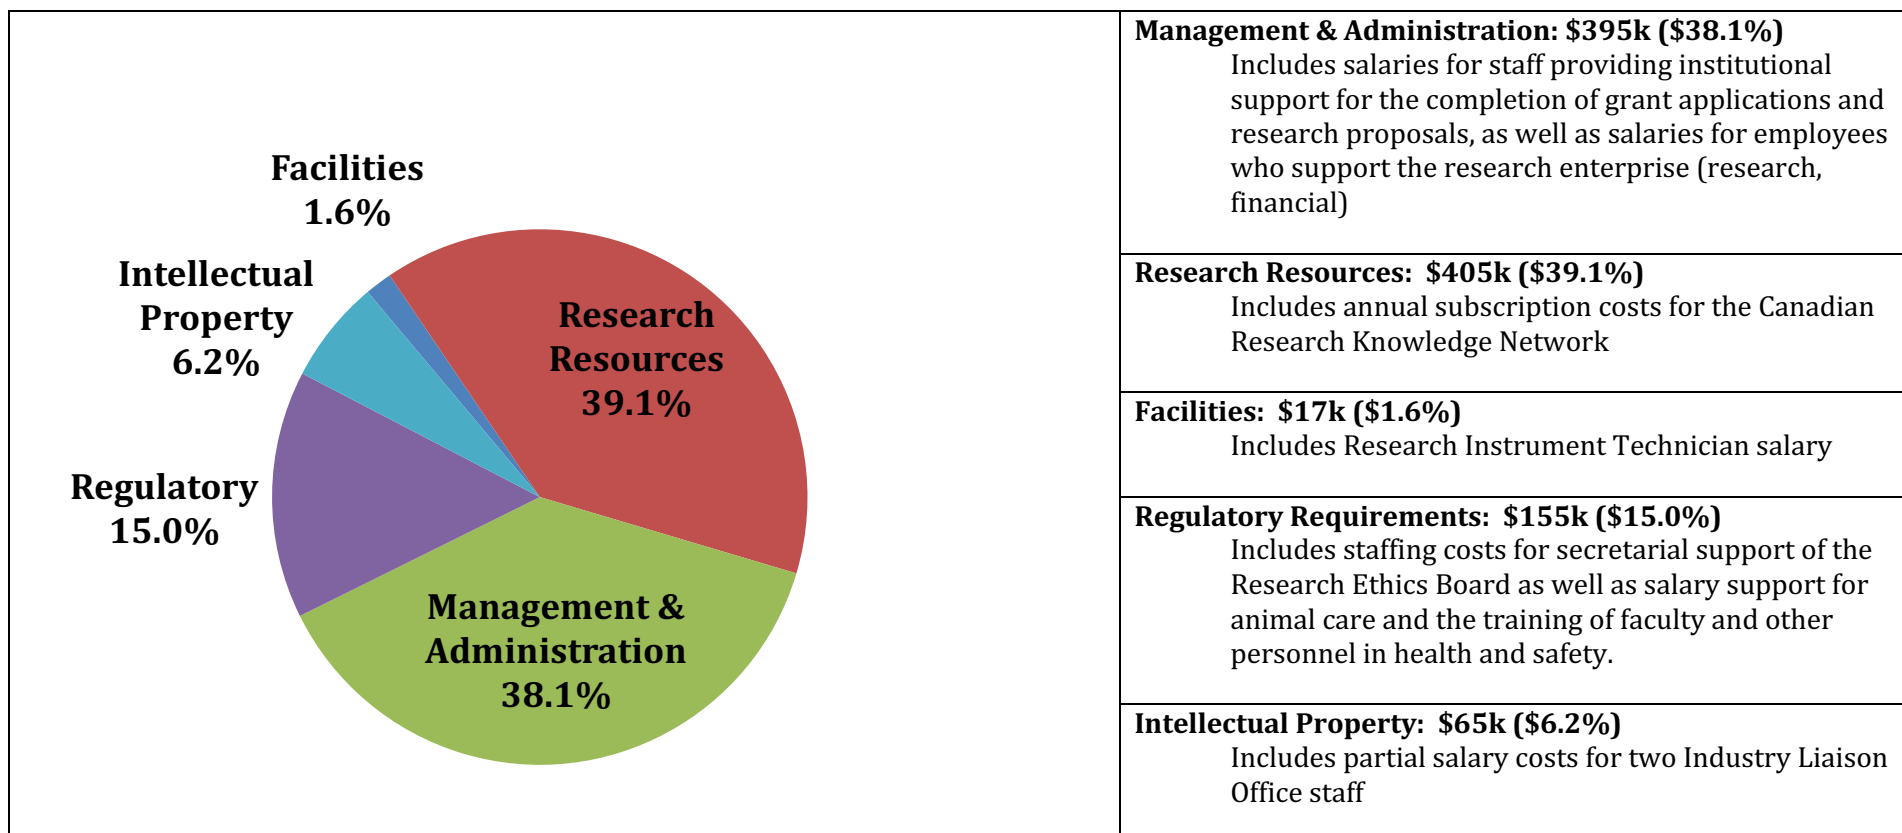 Facilities
1.6%
Intellectual
Property
6.2%
Research
Resources
39.1%
Regulatory
15.0%
Management &
Administration
38.1%
Management & Administration: $395k ($38.1%)
Includes salaries for staff providing institutional
support for the completion of grant applications and
research proposals, as well as salaries for employees
who support the research enterprise (research,
financial)
Research Resources:  $405k ($39.1%)
Includes annual subscription costs for the Canadian
Research Knowledge Network
Facilities:  $17k ($1.6%)
Includes Research Instrument Technician salary
Regulatory Requirements:  $155k ($15.0%)
Includes staffing costs for secretarial support of the
Research Ethics Board as well as salary support for
animal care and the training of faculty and other
personnel in health and safety.
Intellectual Property:  $65k ($6.2%)
Includes partial salary costs for two Industry Liaison
Office staff